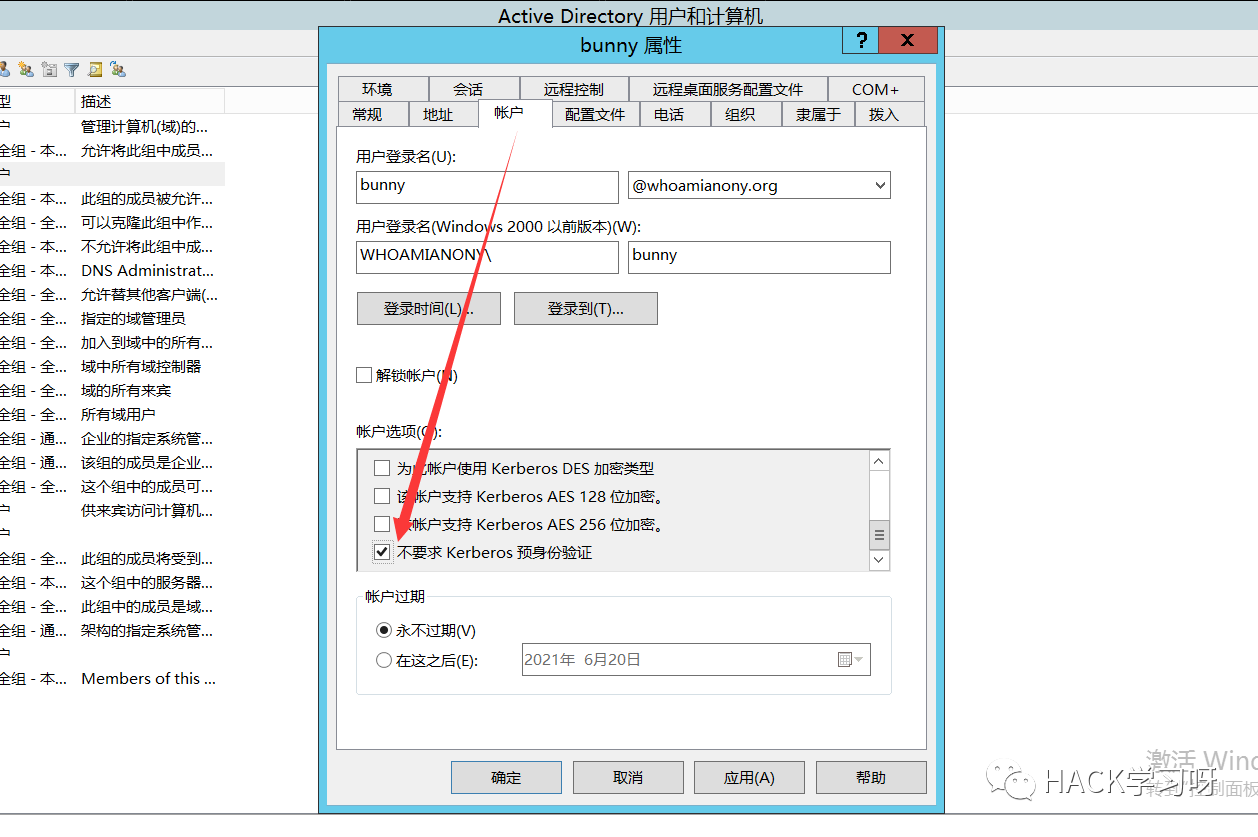 Active Directory 用户和计算机
bunny 属性
?
X
环境 会话 远程控制 远程桌面服务配置文件 COM+
常规 地址 帐户 配置文件 电话 组织 隶属于 拨入
型 描述
户 管理计算机(域)的...
全组 - 本... 允许将此组中成员...
户
全组 - 本... 此组的成员被允许...
全组 - 全... 可以克隆此组中作...
全组 - 本... 不允许将此组中成...
全组 - 本... DNS Administrat...
全组 - 全... 允许替其他客户端(...
全组 - 全... 指定的域管理员
全组 - 全... 加入到域中的所有...
全组 - 全... 域中所有域控制器
全组 - 全... 域的所有来宾
全组 - 全... 所有域用户
全组 - 通... 企业的指定系统管...
全组 - 通... 该组的成员是企业...
全组 - 全... 这个组中的成员可...
户 供来宾访问计算机...
户
全组 - 全... 此组的成员将受到...
全组 - 本... 这个组中的服务器...
全组 - 全... 此组中的成员是域...
全组 - 通... 架构的指定系统管...
户
全组 - 本... Members of this ...
用户登录名(U):
bunny @whoamianony.org
用户登录名(Windows 2000 以前版本)(W):
WHOAMIANONY\ bunny
登录时间(L)... 登录到(T)...
解锁帐户(N)
帐户选项(O):
为此帐户使用 Kerberos DES 加密类型
该帐户支持 Kerberos AES 128 位加密。
该帐户支持 Kerberos AES 256 位加密。
不要求 Kerberos 预身份验证
帐户过期
永不过期(V)
在这之后(E): 2021年 6月20日
确定 取消 应用(A) 帮助
激活 Wind
转到"控制面板
HACK学习呀